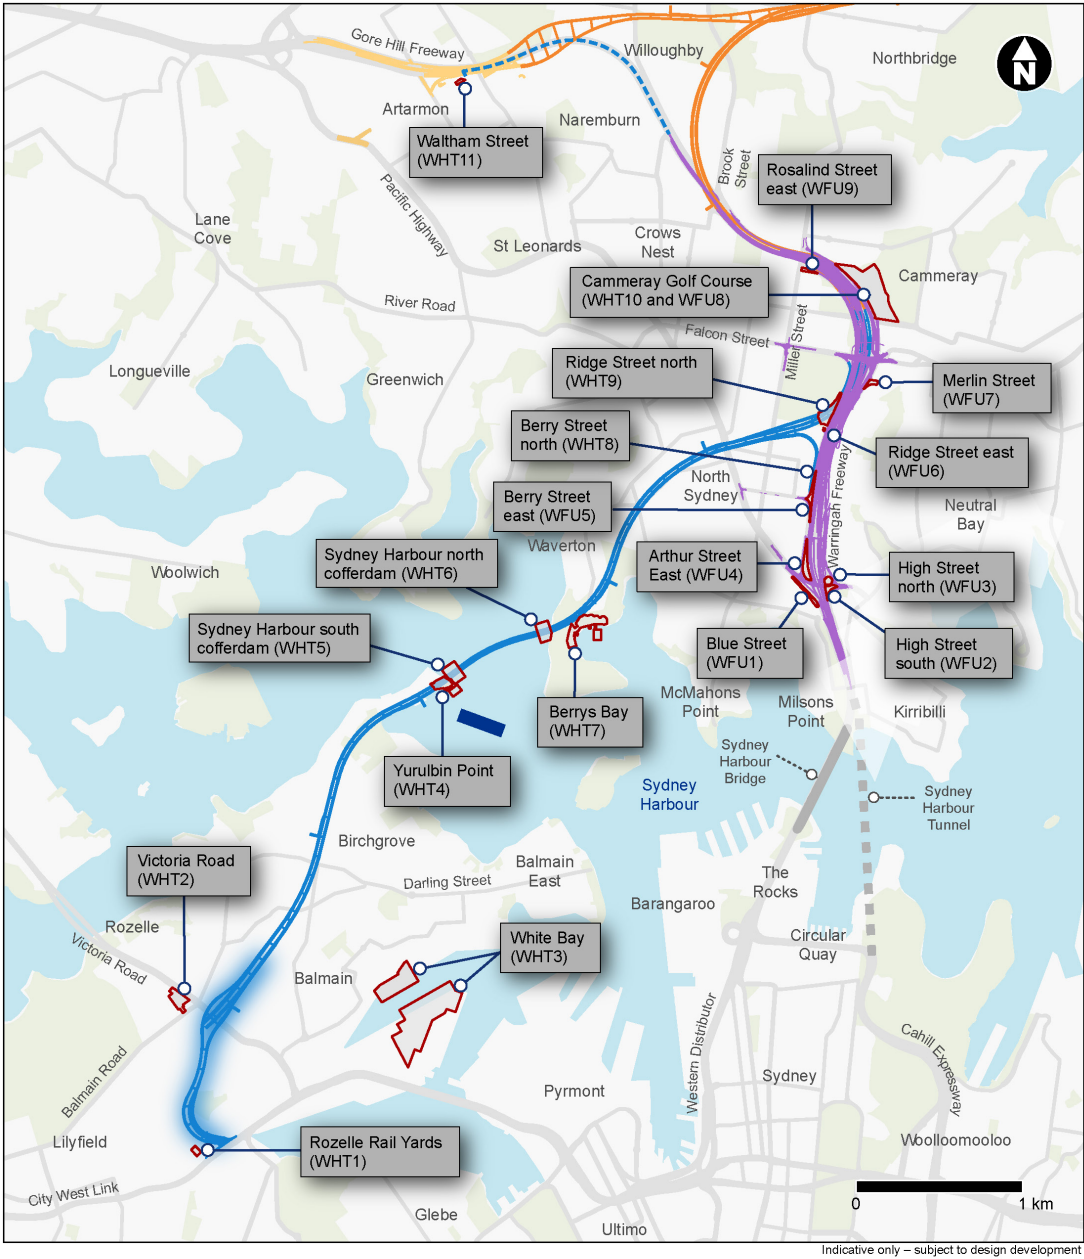 Gore Hill Freeway
Willoughby
Northbridge
N
Artarmon
Naremburn
Waltham Street
(WHT11)
Brook
Street
Rosalind Street
east (WFU9)
Pacific Highway
Lane
Cove
St Leonards
Crows
Nest
Cammeray Golf Course
(WHT10 and WFU8)
Cammeray
River Road
Falcon Street
Miller Street
Ridge Street north
(WHT9)
Longueville
Greenwich
Merlin Street
(WFU7)
Berry Street
north (WHT8)
Ridge Street east
(WFU6)
North
Sydney
Warringah Freeway
Berry Street
east (WFU5)
Neutral
Bay
Waverton
Sydney Harbour north
cofferdam (WHT6)
Arthur Street
East (WFU4)
High Street
north (WFU3)
Woolwich
Sydney Harbour south
cofferdam (WHT5)
Blue Street
(WFU1)
High Street
south (WFU2)
McMahons
Point
Milsons
Point
Kirribilli
Berrys Bay
(WHT7)
Yurulbin Point
(WHT4)
Sydney
Harbour
Bridge
Sydney
Harbour
Sydney
Harbour
Tunnel
Birchgrove
Victoria Road
(WHT2)
Balmain
East
Darling Street
The
Rocks
Barangaroo
Rozelle
Victoria Road
White Bay
(WHT3)
Circular
Quay
Balmain
Western Distributor
Cahill Expressway
Balmain Road
Pyrmont
Sydney
Lilyfield
Rozelle Rail Yards
(WHT1)
Woolloomooloo
City West Link
Glebe
Ultimo
0
1 km
Indicative only – subject to design development